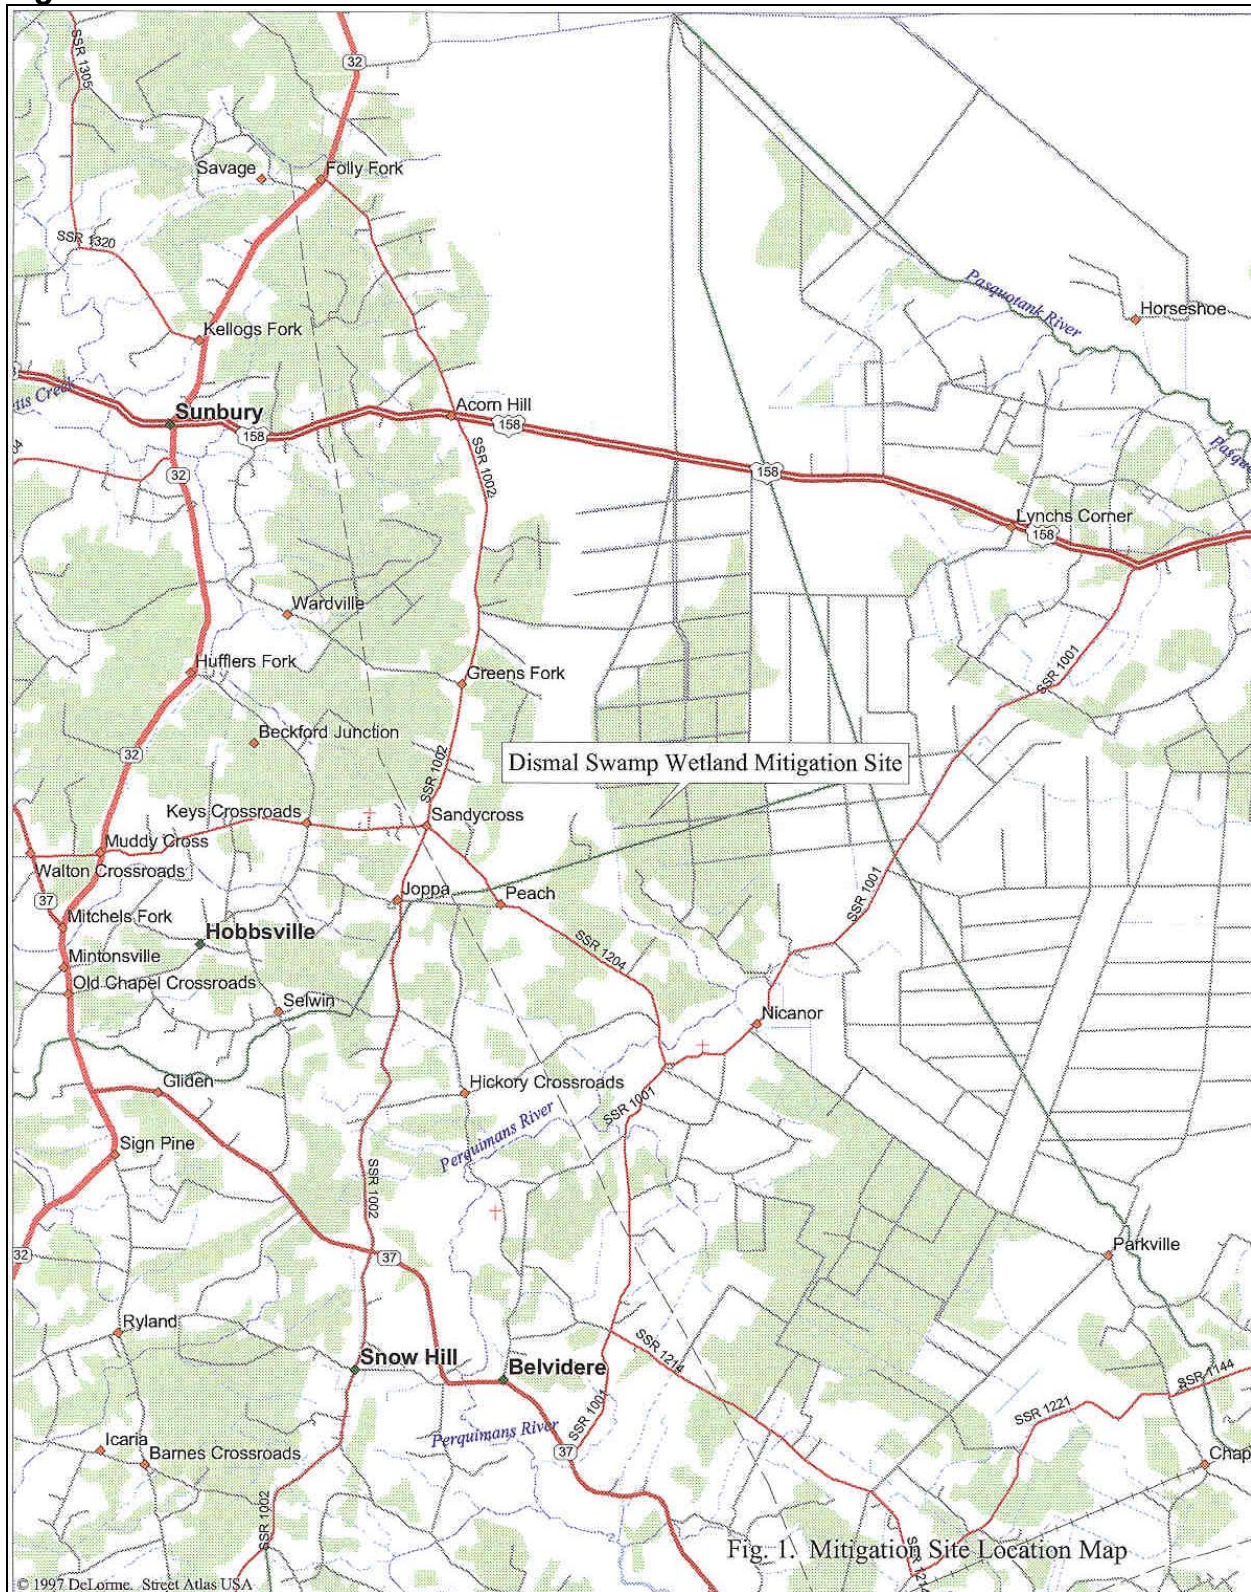 SSR 1305
32
Savage
Folly Fork
SSR 1320
Pasquotank River
Horseshoe
Kellogs Fork
Sunbury
158
Acorn Hill
158
32
SSR 1002
158
Lynchs Corner
158
Wardville
Hufflers Fork
Greens Fork
SSR 1001
Beckford Junction
32
SSR 1002
Dismal Swamp Wetland Mitigation Site
Keys Crossroads
Sandycross
Muddy Cross
Walton Crossroads
37
Joppa
Peach
SSR 1001
Mitchels Fork
Hobbsville
SSR 1204
Mintonsville
Old Chapel Crossroads
Selwin
Nicanor
Gliden
Hickory Crossroads
SSR 1001
Perquimans River
Sign Pine
SSR 1002
32
37
Parkville
Ryland
SSR 1214
Snow Hill
Belvidere
SSR 1144
SSR 1221
SSR 1001
Perquimans River
Icaria
37
Barnes Crossroads
Chap
SSR 1002
Fig. 1. Mitigation Site Location Map
© 1997 DeLorme. Street Atlas USA